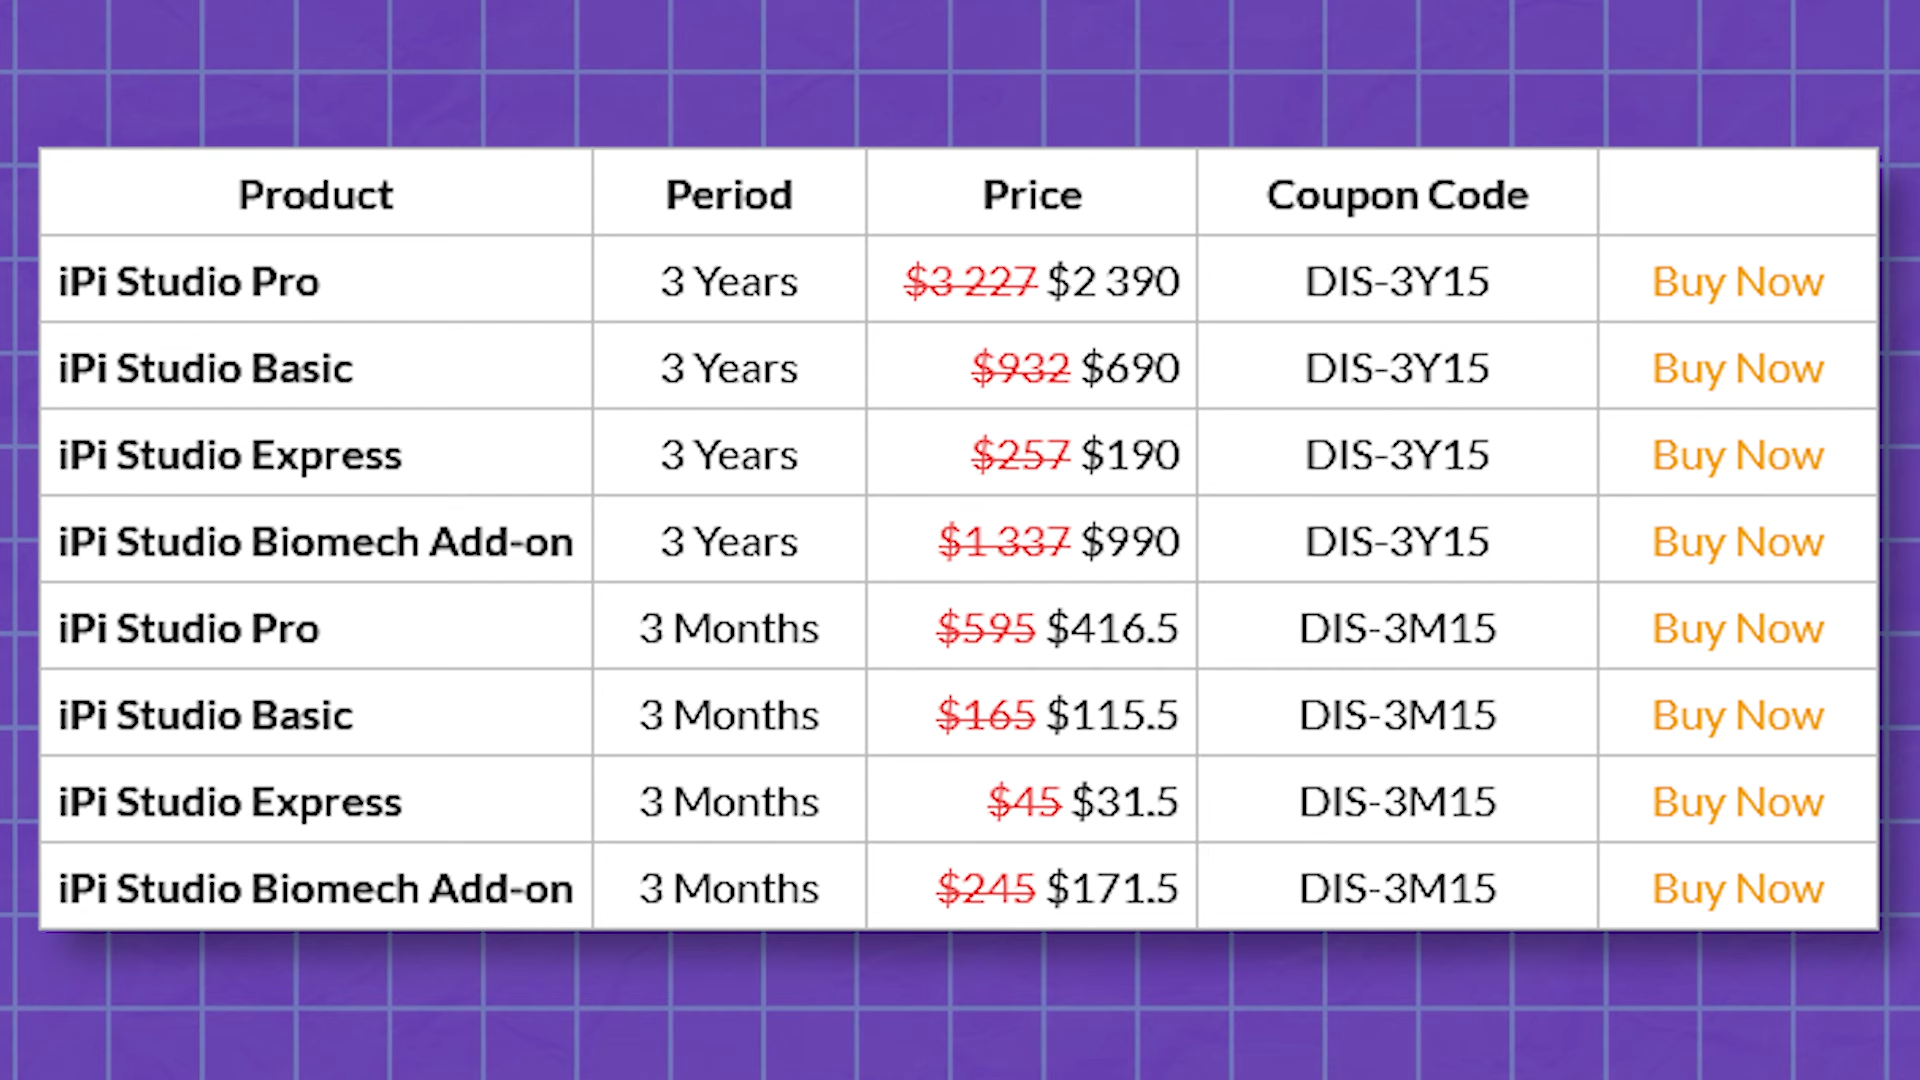 Product Period Price Coupon Code
iPi Studio Pro 3 Years $3 227 $2 390 DIS-3Y15 Buy Now
iPi Studio Basic 3 Years $932 $690 DIS-3Y15 Buy Now
iPi Studio Express 3 Years $257 $190 DIS-3Y15 Buy Now
iPi Studio Biomech Add-on 3 Years $1 337 $990 DIS-3Y15 Buy Now
iPi Studio Pro 3 Months $595 $416.5 DIS-3M15 Buy Now
iPi Studio Basic 3 Months $165 $115.5 DIS-3M15 Buy Now
iPi Studio Express 3 Months $45 $31.5 DIS-3M15 Buy Now
iPi Studio Biomech Add-on 3 Months $245 $171.5 DIS-3M15 Buy Now